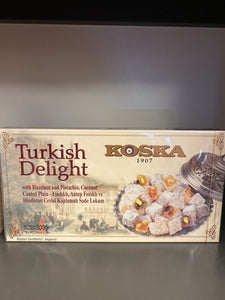 Turkish
Delight
KOSKA
1907
with Hazelnut and Pistachio, Coconut
Coated Plain - Fındıklı, Antep Fıstıklı ve
Hindistan Cevizi Kaplamalı Sade Lokum